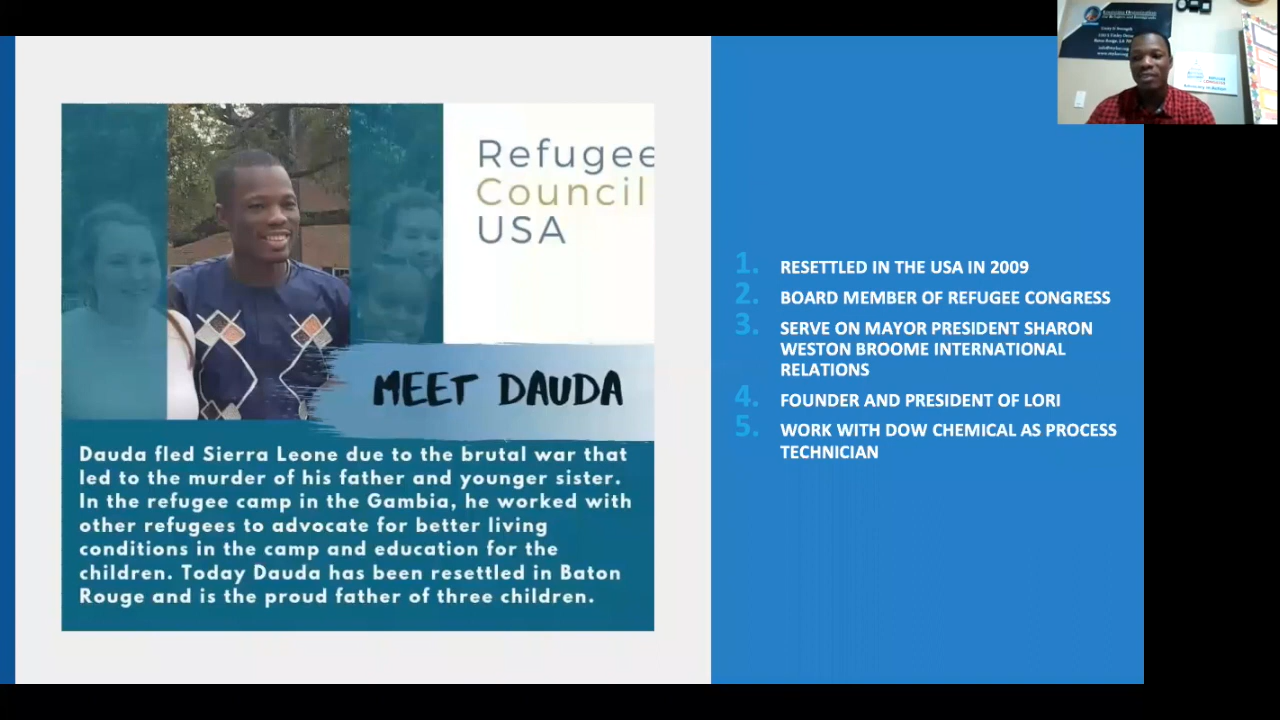 Refugee
Council
USA
MEET DAUDA
Dauda fled Sierra Leone due to the brutal war that
led to the murder of his father and younger sister.
In the refugee camp in the Gambia, he worked with
other refugees to advocate for better living
conditions in the camp and education for the
children. Today Dauda has been resettled in Baton
Rouge and is the proud father of three children.
1. RESETTLED IN THE USA IN 2009
2. BOARD MEMBER OF REFUGEE CONGRESS
3. SERVE ON MAYOR PRESIDENT SHARON
WESTON BROOME INTERNATIONAL
RELATIONS
4. FOUNDER AND PRESIDENT OF LORI
5. WORK WITH DOW CHEMICAL AS PROCESS
TECHNICIAN